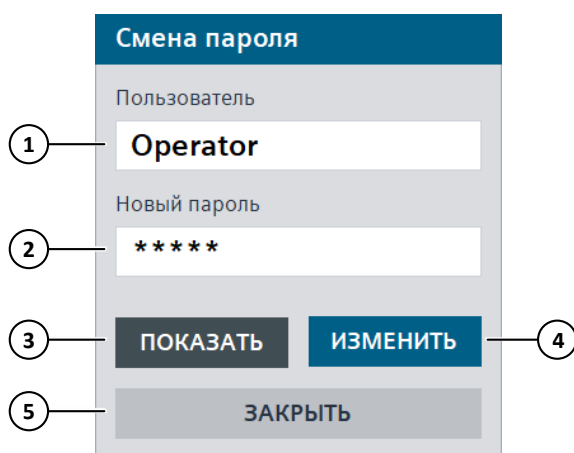 Смена пароля
Пользователь
1 Operator
Новый пароль
2 *****
3 ПОКАЗАТЬ ИЗМЕНИТЬ 4
5 ЗАКРЫТЬ